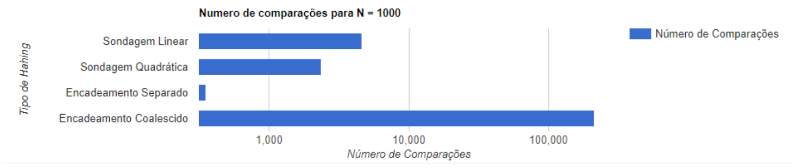 Numero de comparações para N = 1000
Tipo de Hahing
Sondagem Linear
Sondagem Quadrática
Encadeamento Separado
Encadeamento Coalescido
1,000
10,000
100,000
Número de Comparações
Número de Comparações